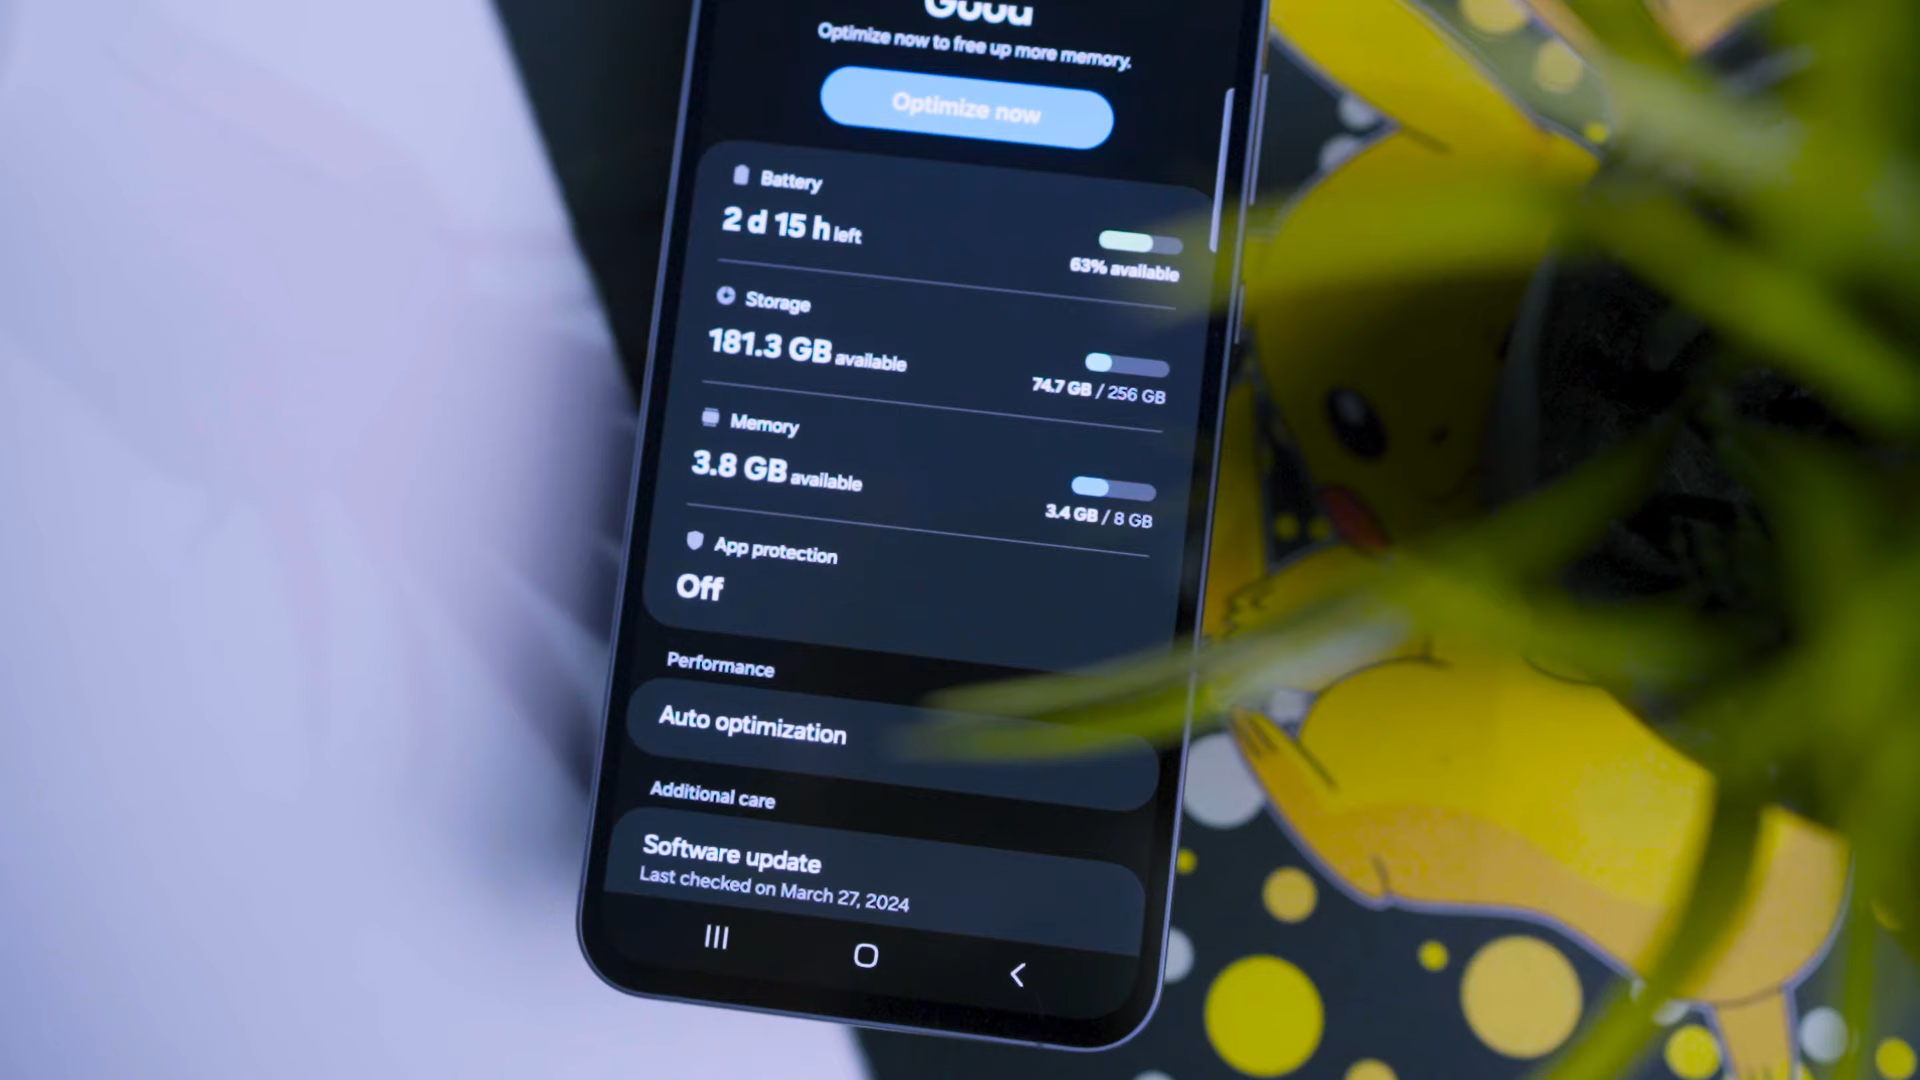 Good
Optimize now to free up more memory.
Optimize now
Battery
2 d 15 h left
63% available
Storage
181.3 GB available
74.7 GB / 256 GB
Memory
3.8 GB available
3.4 GB / 8 GB
App protection
Off
Performance
Auto optimization
Additional care
Software update
Last checked on March 27, 2024